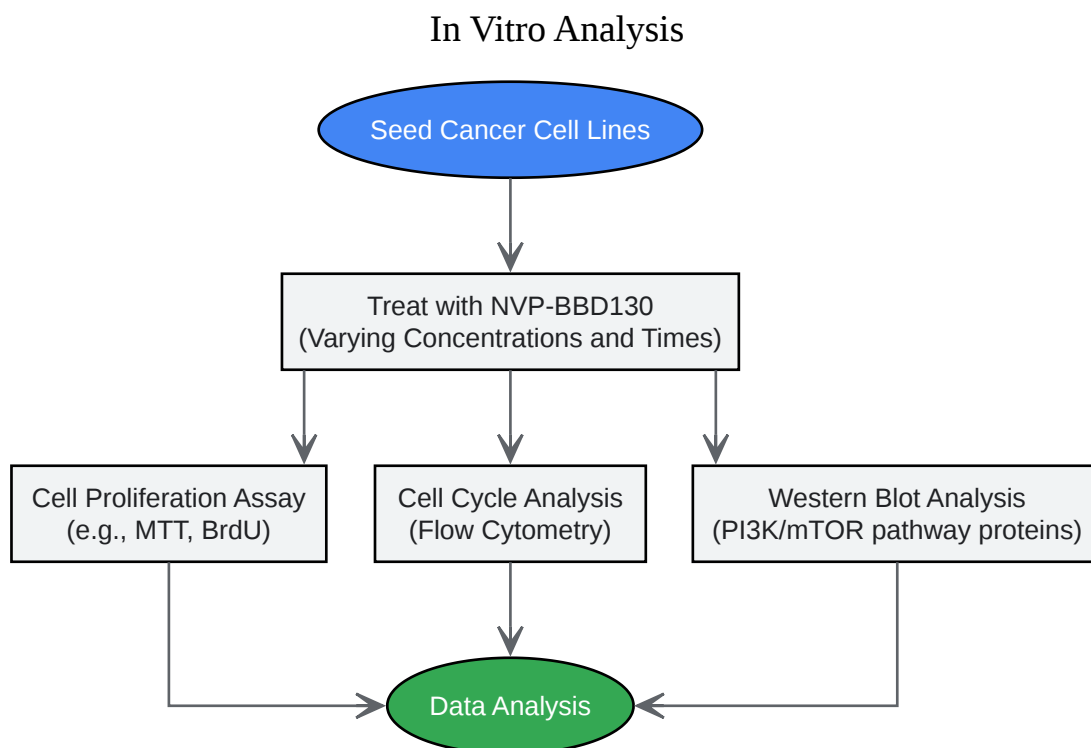 In Vitro Analysis
Seed Cancer Cell Lines
Treat with NVP-BBD130
(Varying Concentrations and Times)
Cell Proliferation Assay
(e.g., MTT, BrdU)
Cell Cycle Analysis
(Flow Cytometry)
Western Blot Analysis
(PI3K/mTOR pathway proteins)
Data Analysis